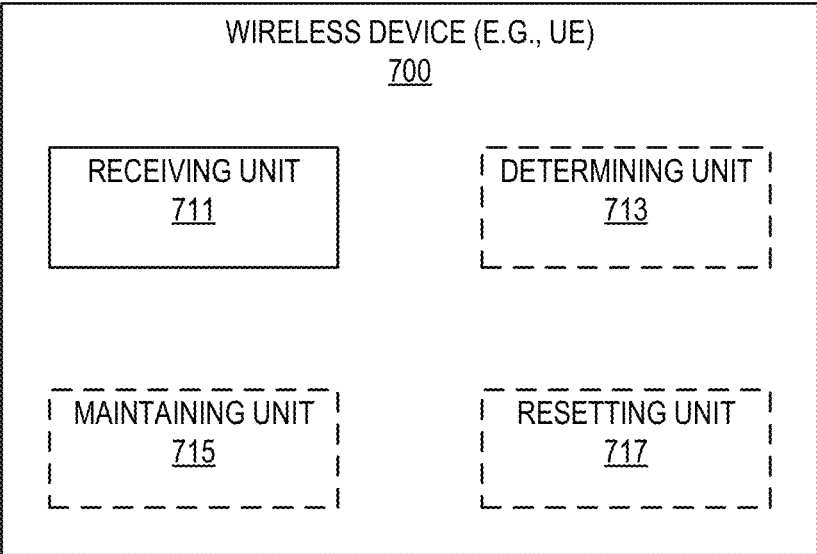 WIRELESS DEVICE (E.G., UE)
700
RECEIVING UNIT
711
DETERMINING UNIT
713
MAINTAINING UNIT
715
RESETTING UNIT
717